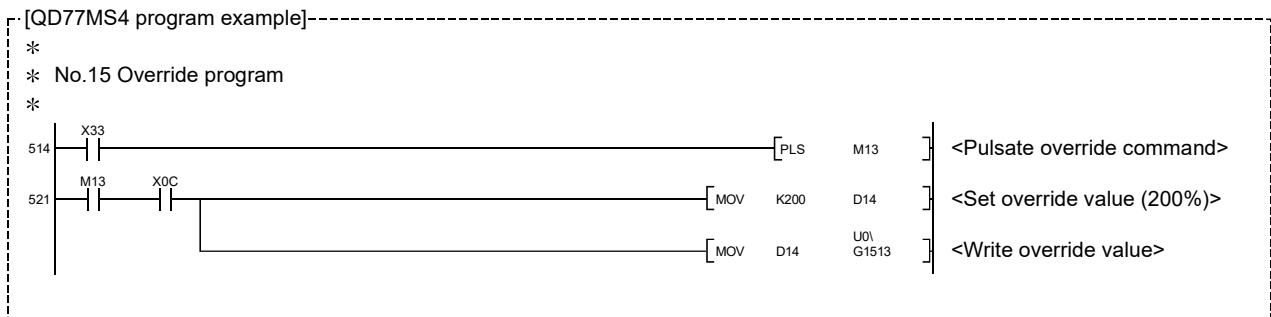 [QD77MS4 program example]
*
* No.15 Override program
*
X33
514 PLS M13 <Pulsate override command>
M13 X0C
521 MOV K200 D14 <Set override value (200%)>
U0\
MOV D14 G1513 <Write override value>